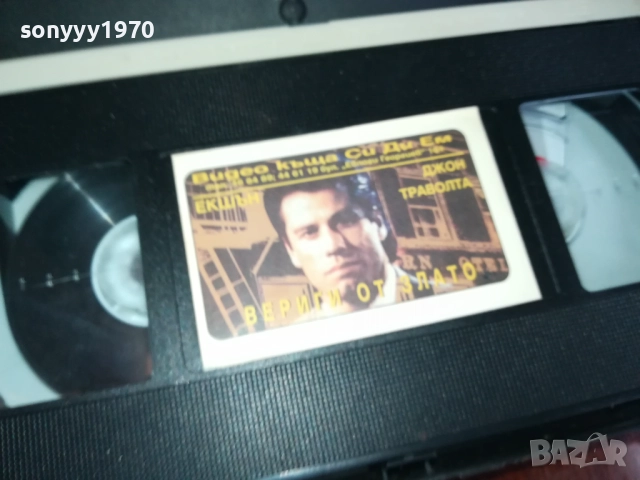 sonyyy1970
Видео къща Си Ди Ем
ЕКШЪН
ДЖОН
ТРАВОЛТА
ВЕРИГИ ОТ ЗЛАТО
BAZAR